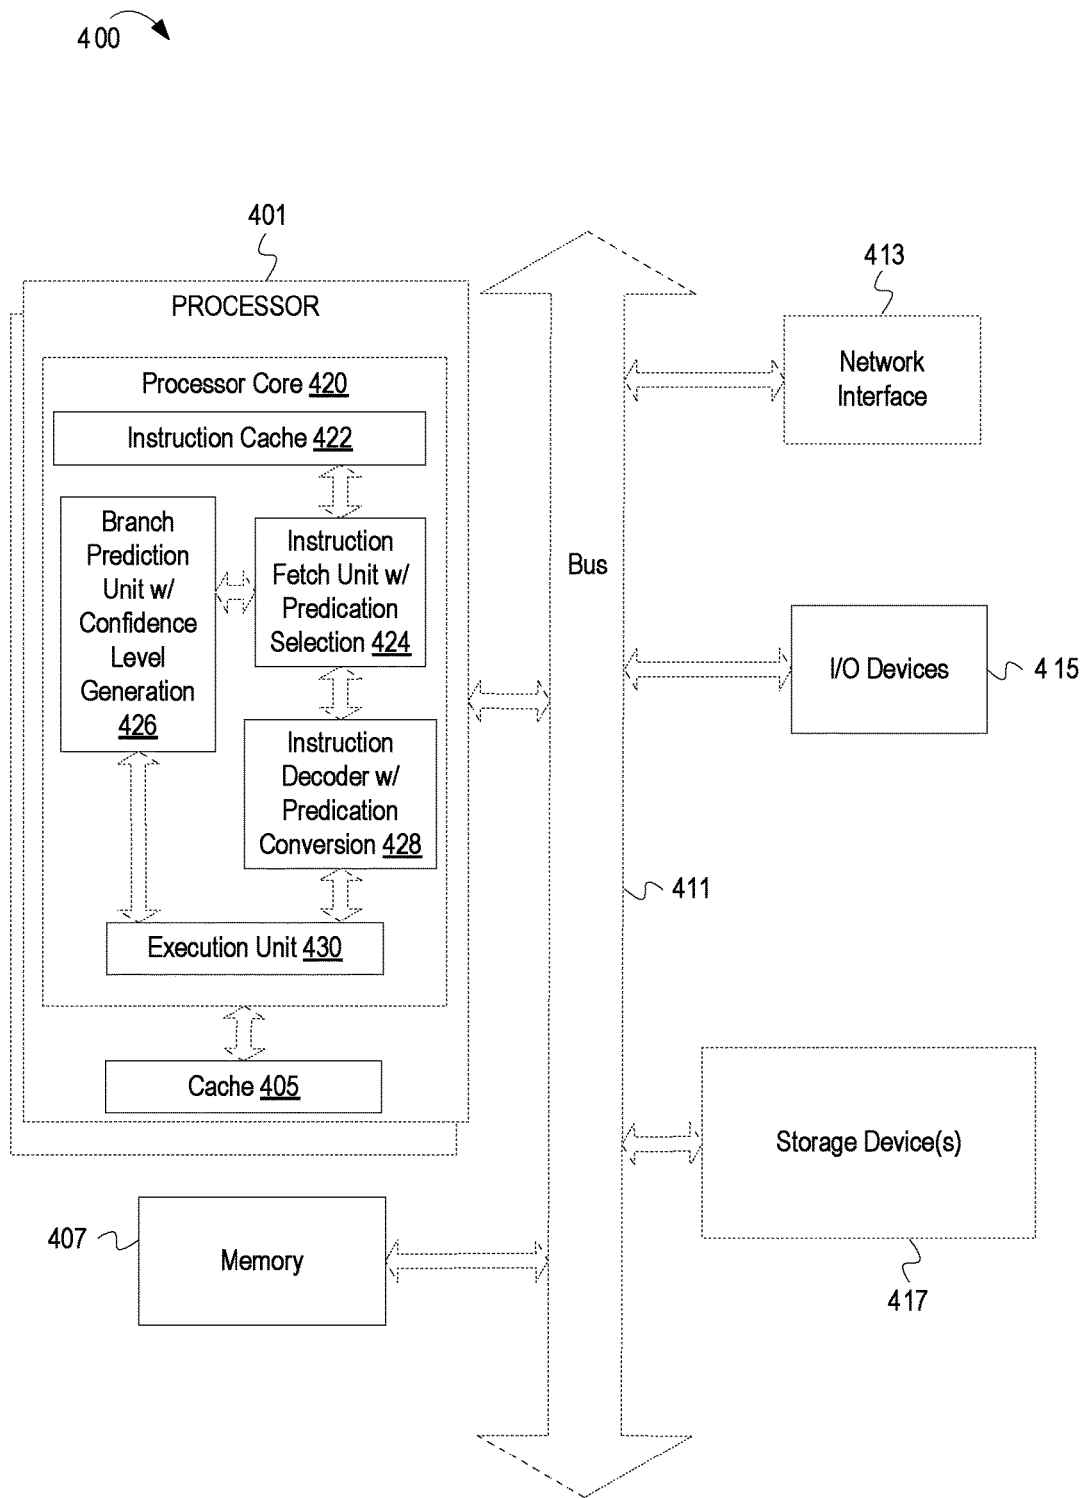 400
401
PROCESSOR
Processor Core 420
Instruction Cache 422
Branch
Prediction
Unit w/
Confidence
Level
Generation
426
Instruction
Fetch Unit w/
Predication
Selection 424
Instruction
Decoder w/
Predication
Conversion 428
Execution Unit 430
Cache 405
407
Memory
Bus
411
413
Network
Interface
I/O Devices
415
Storage Device(s)
417